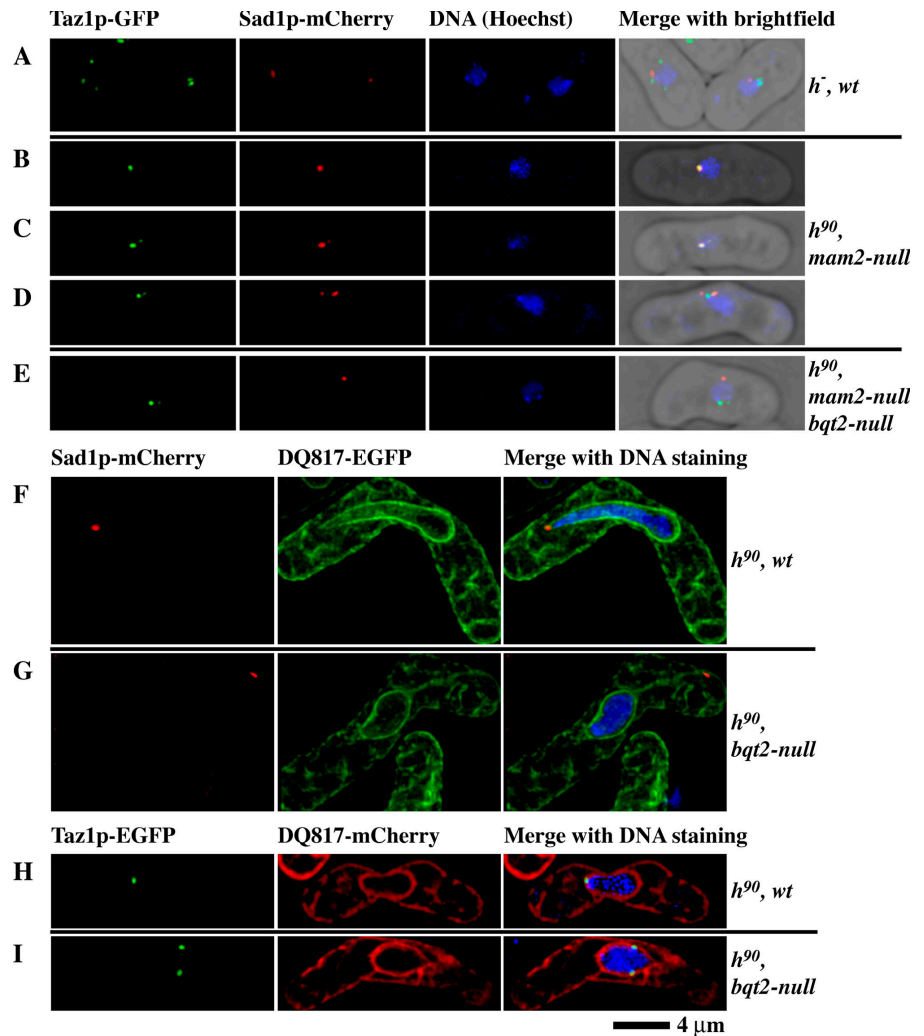 Taz1p-GFP Sad1p-mCherry DNA (Hoechst) Merge with brightfield
A
h-, wt
B
C
h90,
mam2-null
D
E
h90,
mam2-null
bqt2-null
Sad1p-mCherry DQ817-EGFP Merge with DNA staining
F
h90, wt
G
h90,
bqt2-null
Taz1p-EGFP DQ817-mCherry Merge with DNA staining
H
h90, wt
I
h90,
bqt2-null
4 μm